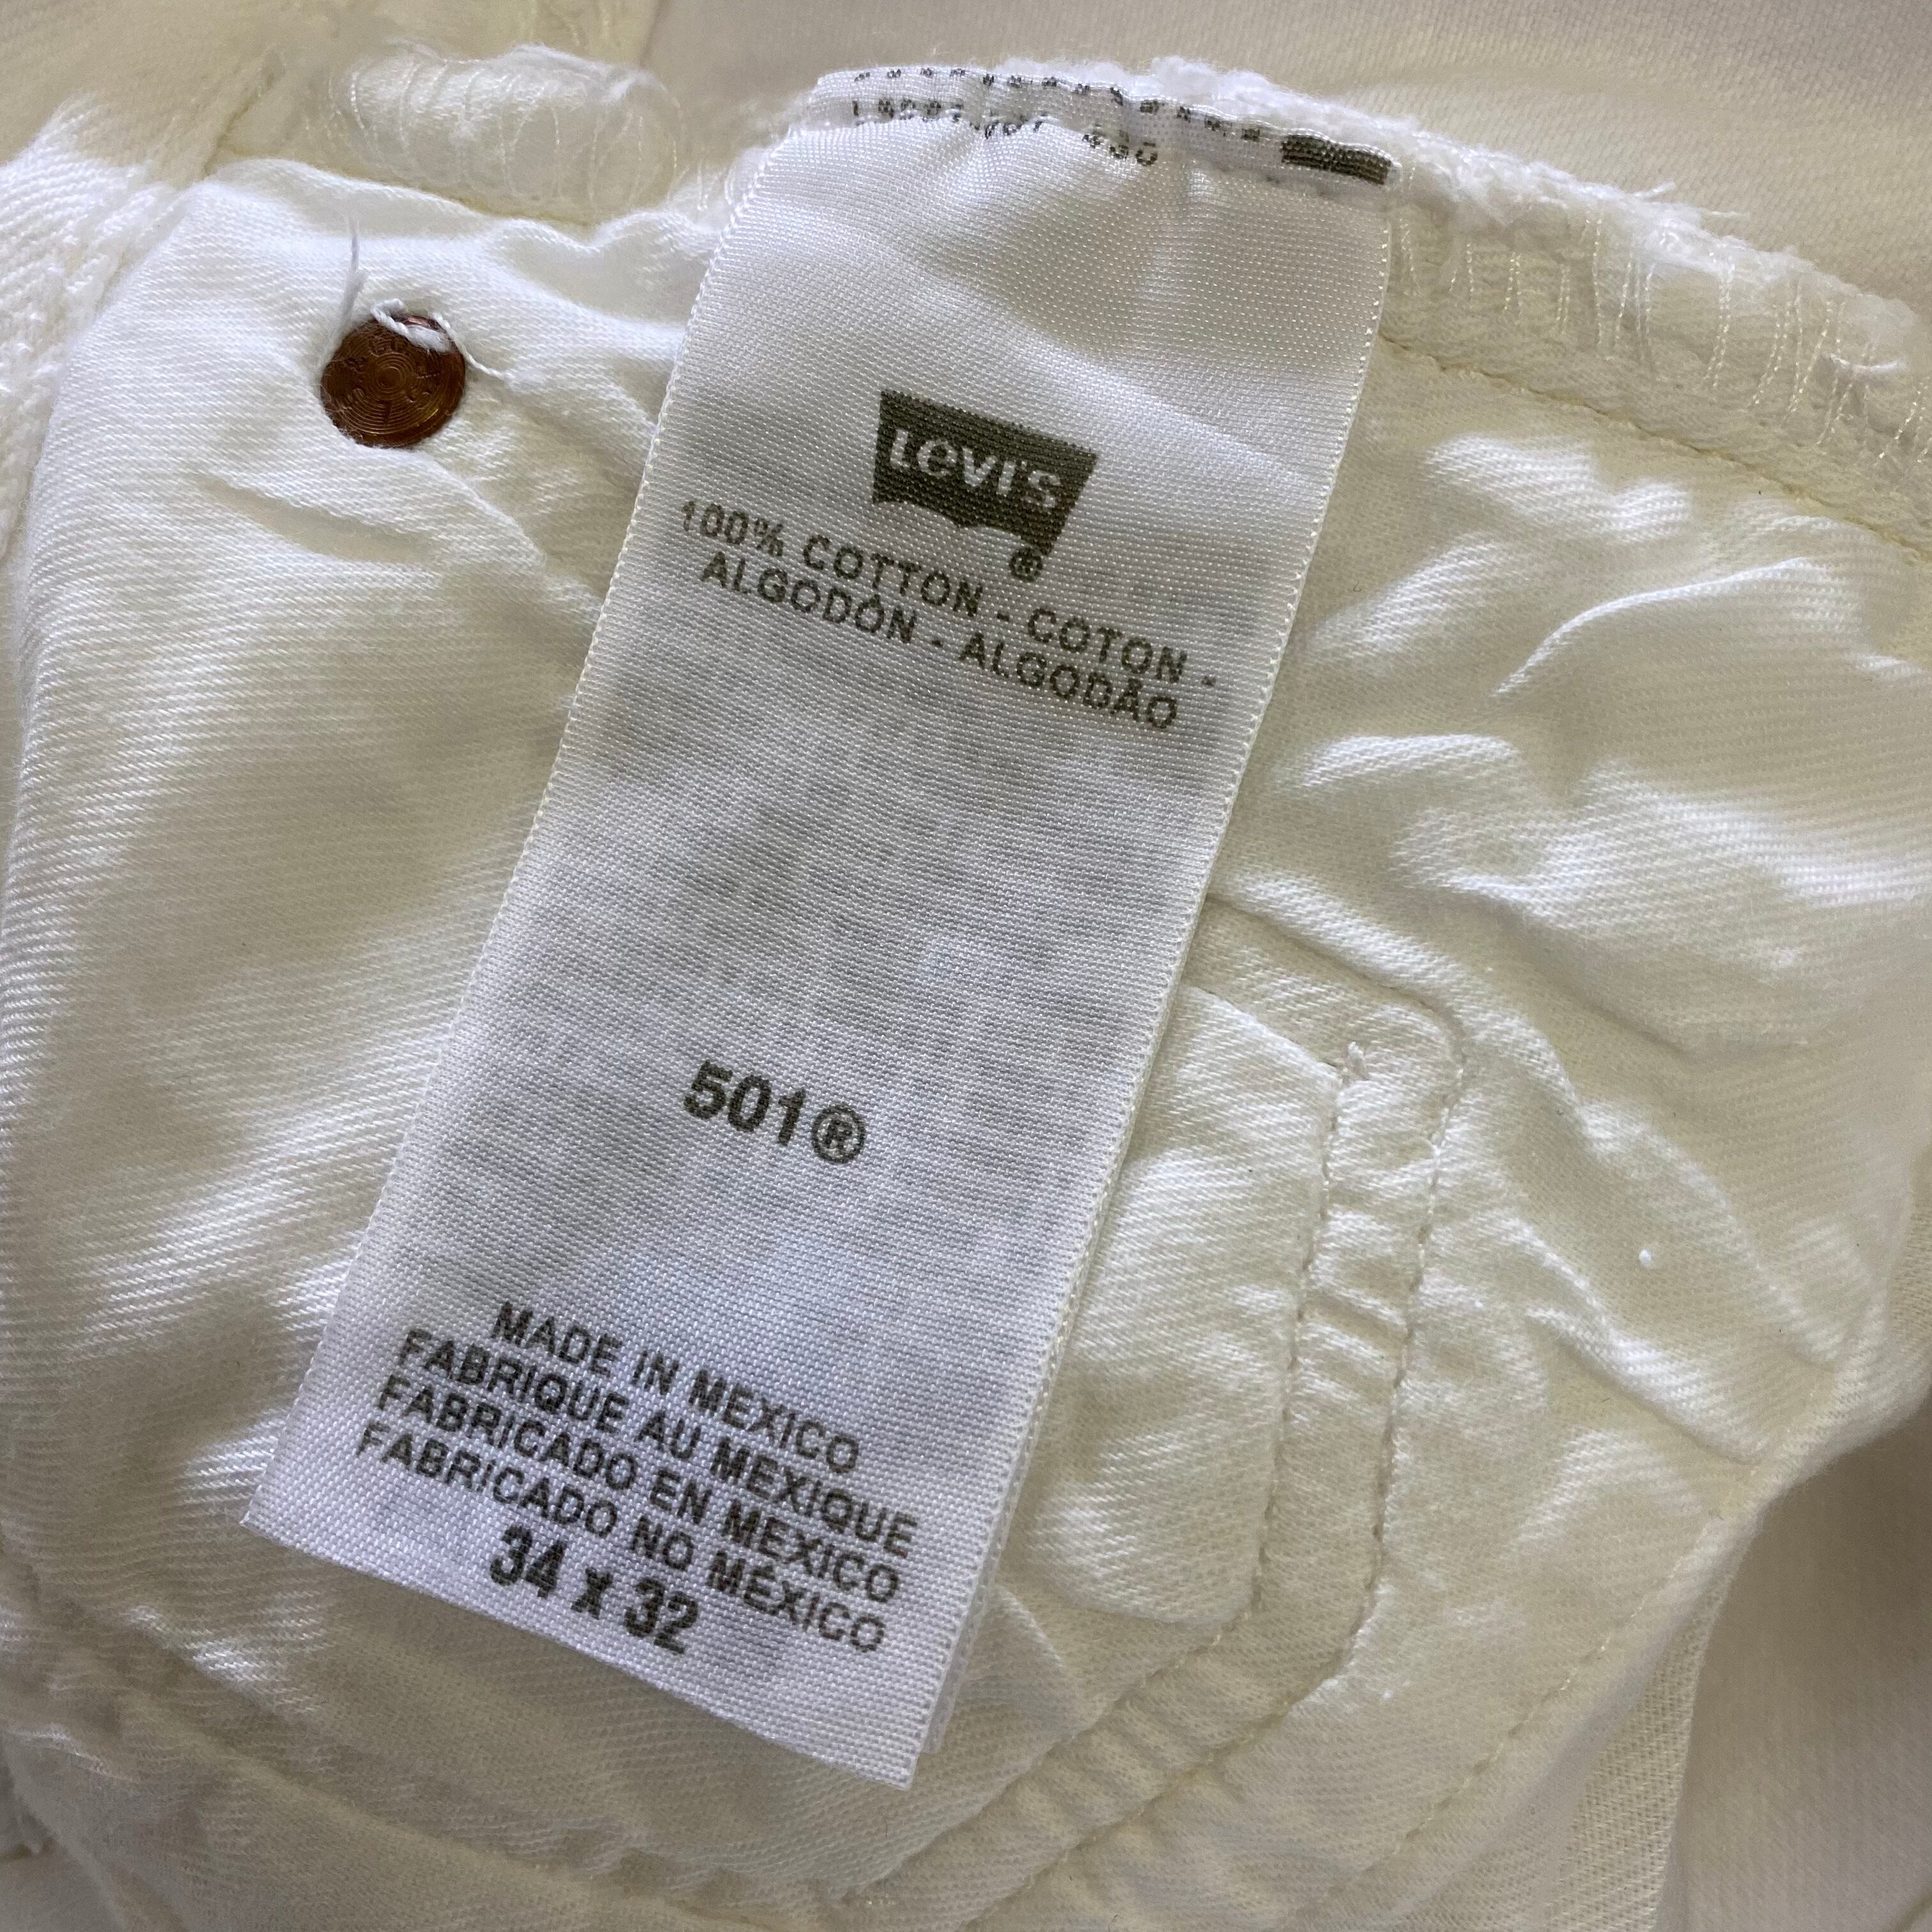 LEVI'S
®
100% COTTON - COTON -
ALGODÓN - ALGODÃO
501®
MADE IN MEXICO
FABRIQUE AU MEXIQUE
FABRICADO EN MEXICO
FABRICADO NO MÉXICO
34 x 32